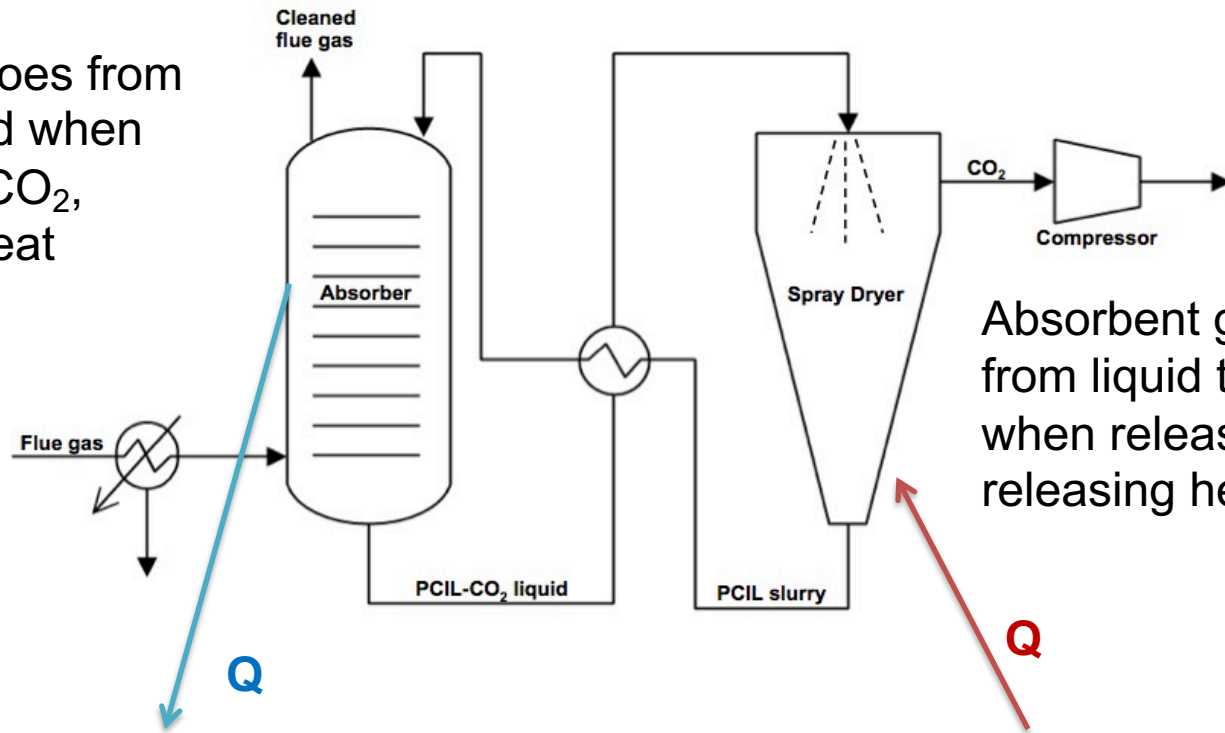 Cleaned
flue gas
oes from
d when
CO₂,
eat
Absorber
Flue gas
PCIL-CO₂ liquid
Q
Spray Dryer
CO₂
Compressor
Absorbent g
from liquid t
when releas
releasing he
PCIL slurry
Q